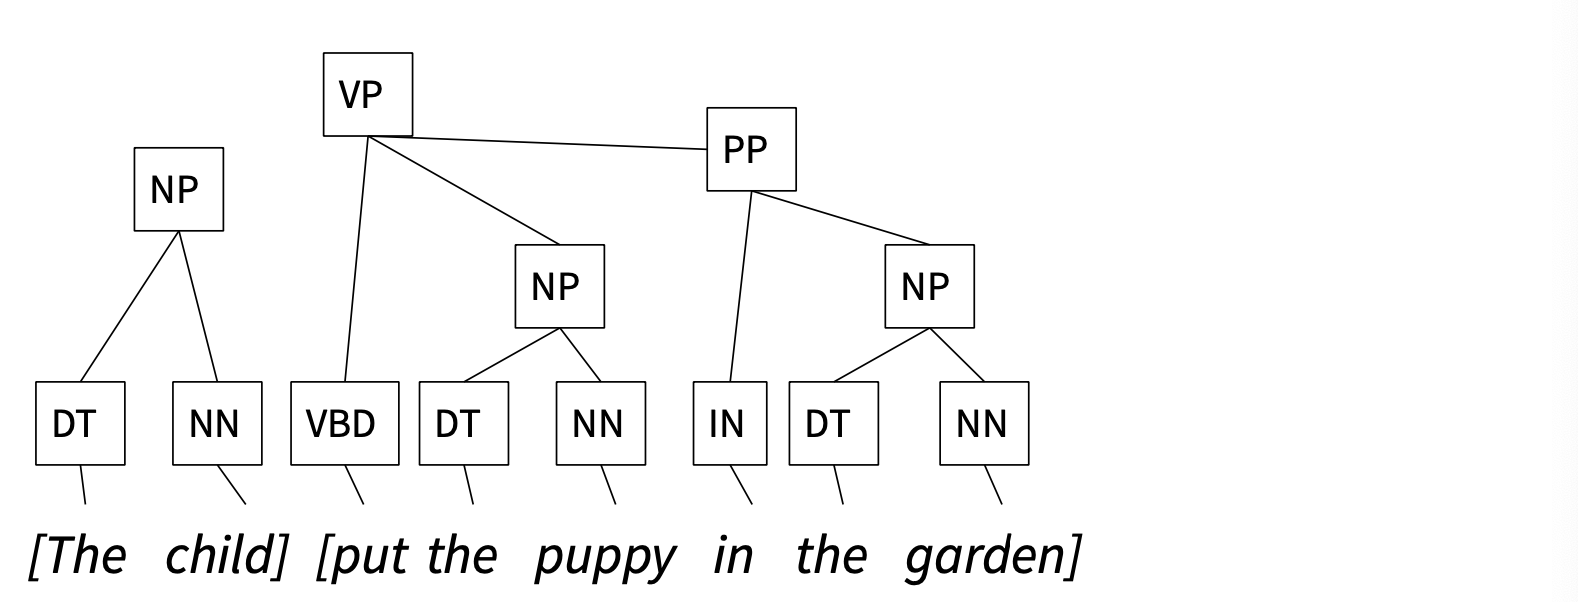 VP
PP
NP
NP NP
DT NN VBD DT NN IN DT NN
[The child] [put the puppy in the garden]